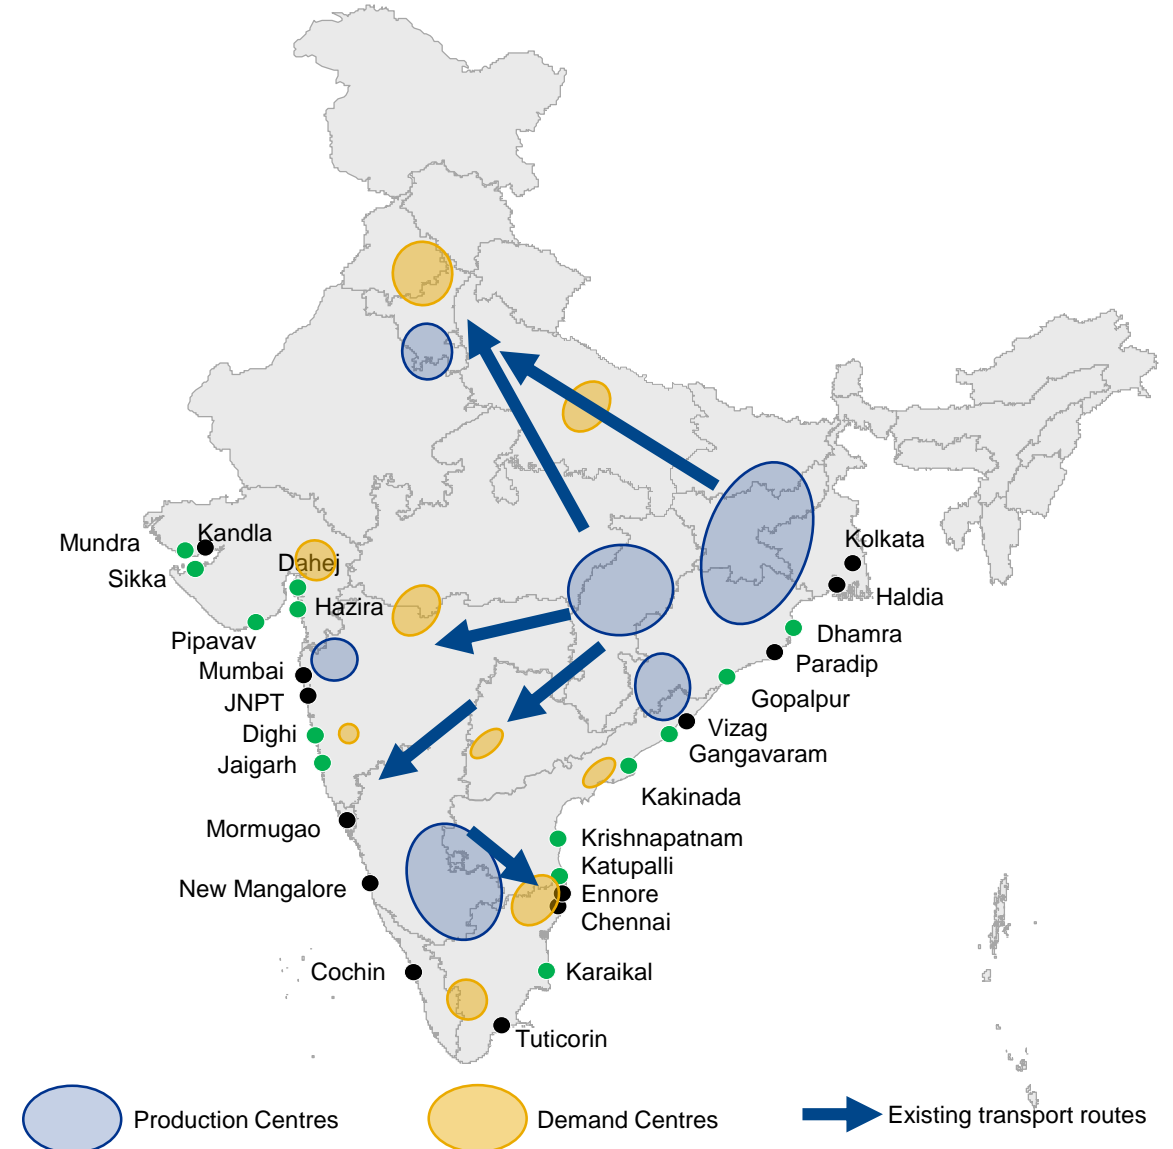 Kandla
Mundra
Kolkata
Dahej
Sikka
Haldia
Hazira
Dhamra
Pipavav
Paradip
Mumbai
Gopalpur
JNPT
Vizag
Dighi
Gangavaram
Jaigarh
Kakinada
Mormugao
Krishnapatnam
Katupalli
New Mangalore
Ennore
Chennai
Cochin
Karaikal
Tuticorin
Production Centres
Demand Centres
Existing transport routes